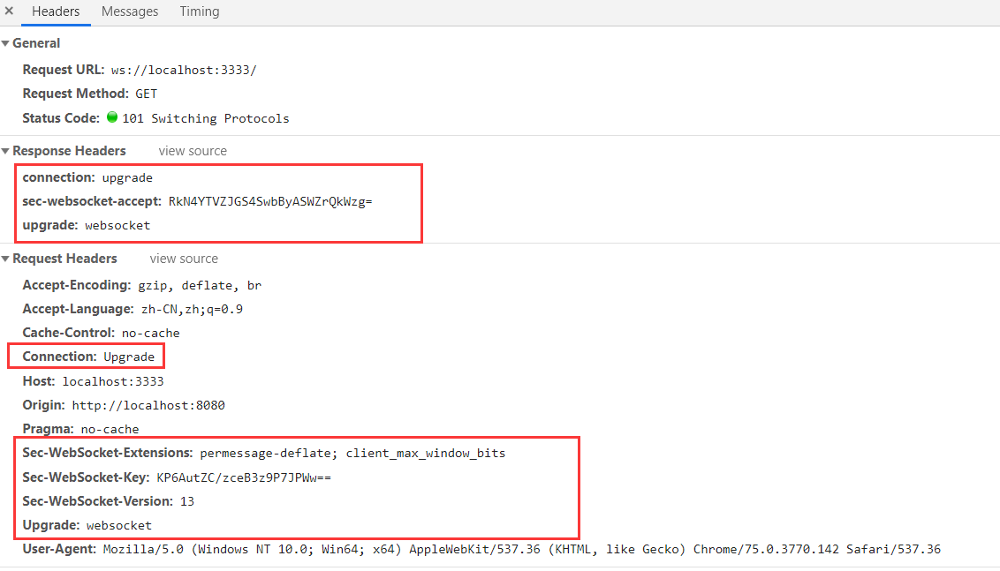 × Headers Messages Timing
General
Request URL: ws://localhost:3333/
Request Method: GET
Status Code: 101 Switching Protocols
Response Headers view source
connection: upgrade
sec-websocket-accept: RkN4YTVZJGS4SwbByASWZrQkWzg=
upgrade: websocket
Request Headers view source
Accept-Encoding: gzip, deflate, br
Accept-Language: zh-CN,zh;q=0.9
Cache-Control: no-cache
Connection: Upgrade
Host: localhost:3333
Origin: http://localhost:8080
Pragma: no-cache
Sec-WebSocket-Extensions: permessage-deflate; client_max_window_bits
Sec-WebSocket-Key: KP6AutZC/zceB3z9P7JPWw==
Sec-WebSocket-Version: 13
Upgrade: websocket
User-Agent: Mozilla/5.0 (Windows NT 10.0; Win64; x64) AppleWebKit/537.36 (KHTML, like Gecko) Chrome/75.0.3770.142 Safari/537.36